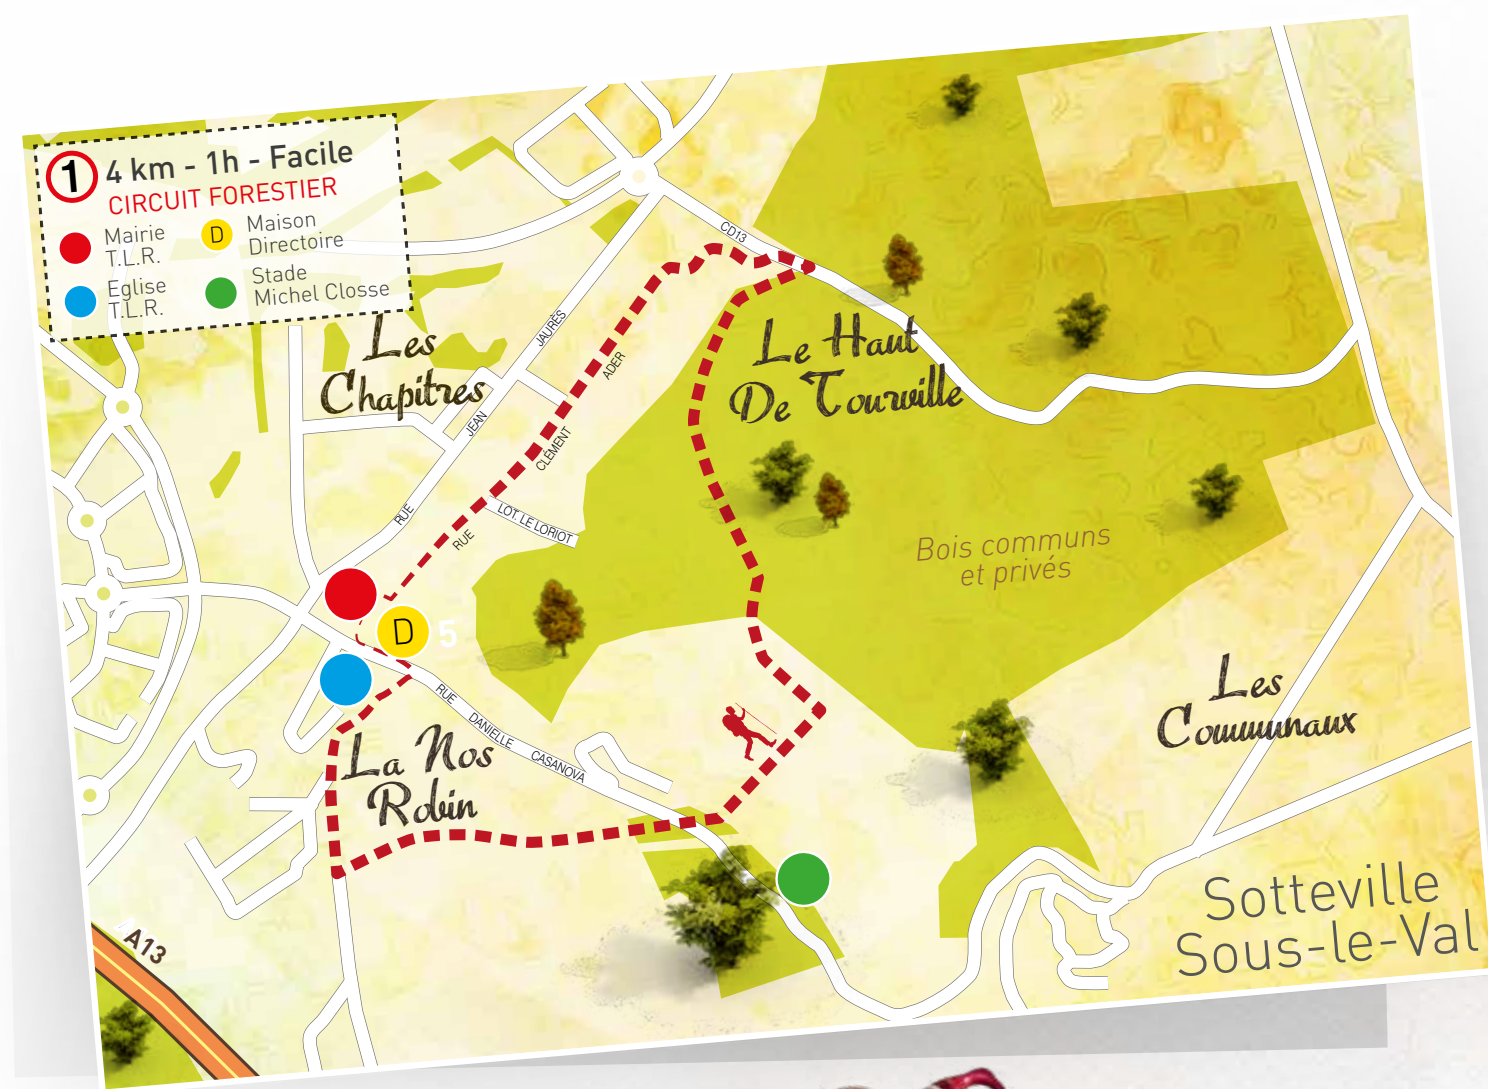 1 4 km - 1h - Facile
CIRCUIT FORESTIER
Mairie
T.L.R.
D Maison
Directoire
Eglise
T.L.R.
Stade
Michel Closse
CD13
Les
Chapitres
RUE JEAN JAURÈS
RUE CLÉMENT ADER
Le Haut
De Tourville
LOT. LE LORIOT
Bois communs
et privés
D 5
RUE DANIELLE CASANOVA
La Nos
Robin
Les
Communaux
Sotteville
Sous-le-Val
A13